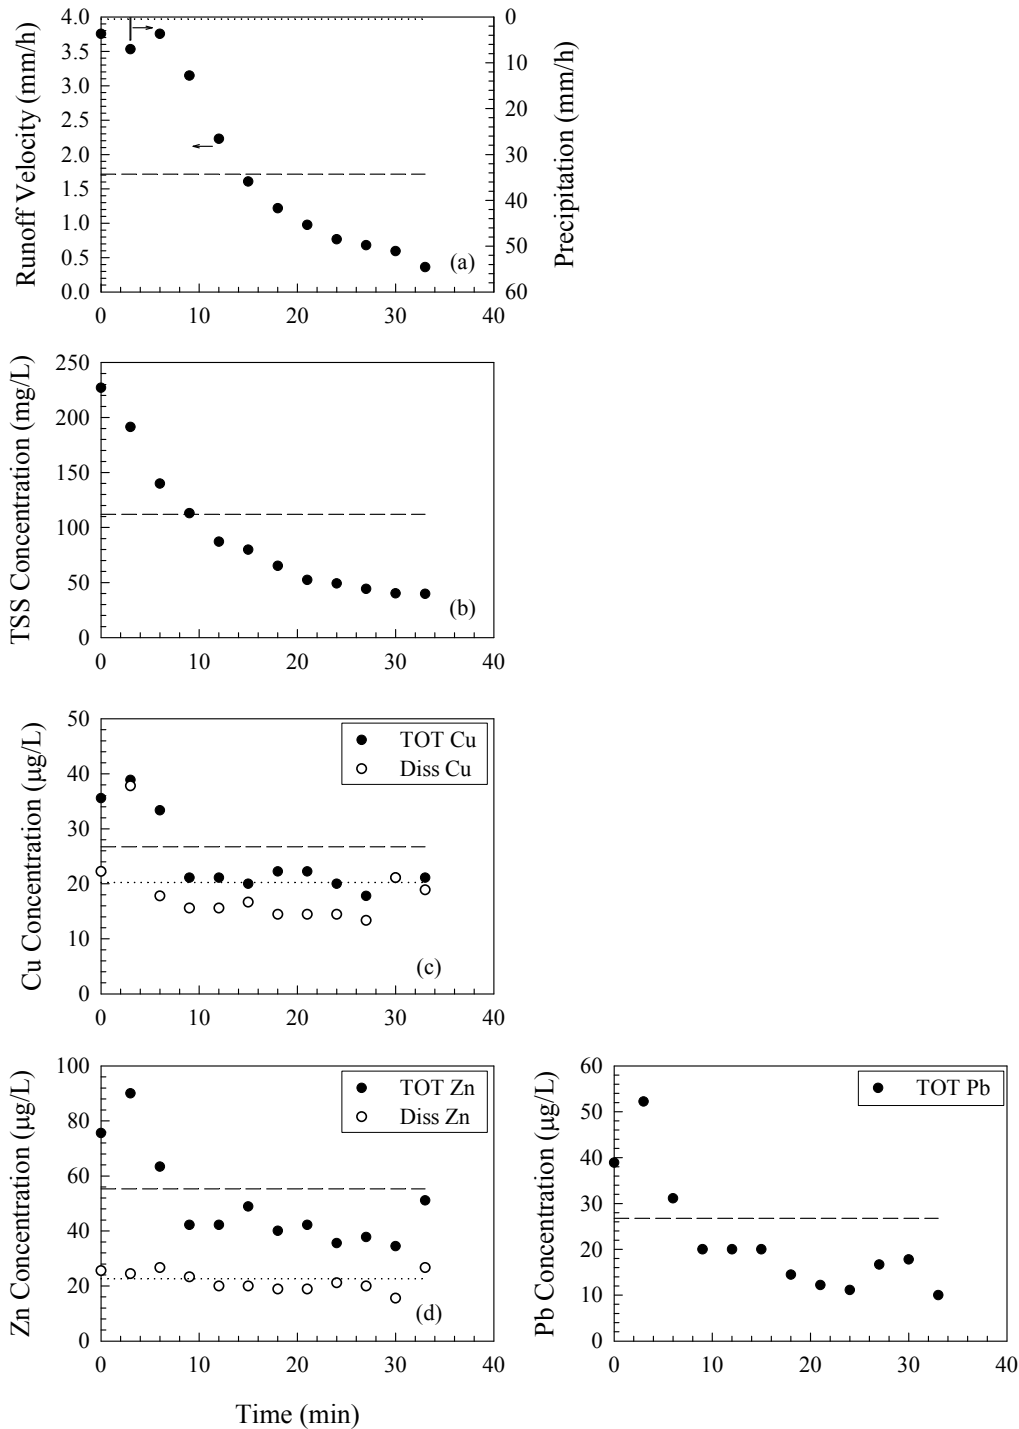 4.0
3.5
3.0
2.5
2.0
1.5
1.0
0.5
0.0
Runoff Velocity (mm/h)
0
10
20
30
40
50
60
Precipitation (mm/h)
(a)
0 10 20 30 40
250
200
150
100
50
0
TSS Concentration (mg/L)
(b)
0 10 20 30 40
50
40
30
20
10
0
Cu Concentration (µg/L)
TOT Cu
Diss Cu
(c)
0 10 20 30 40
100
80
60
40
20
0
Zn Concentration (µg/L)
TOT Zn
Diss Zn
(d)
0 10 20 30 40
Time (min)
60
50
40
30
20
10
0
Pb Concentration (µg/L)
TOT Pb
0 10 20 30 40